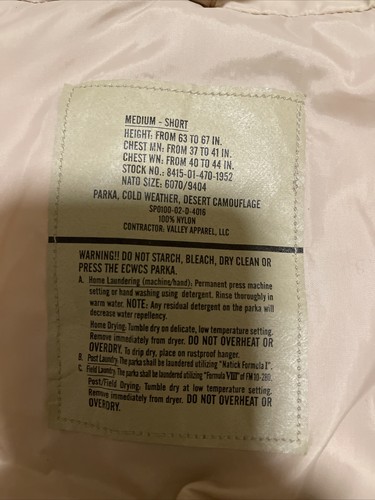 MEDIUM - SHORT
HEIGHT: FROM 63 TO 67 IN.
CHEST MN: FROM 37 TO 41 IN.
CHEST WN: FROM 40 TO 44 IN.
STOCK NO.: 8415-01-470-1952
NATO SIZE: 6070/9404
PARKA, COLD WEATHER, DESERT CAMOUFLAGE
SP0100-02-D-4016
100% NYLON
CONTRACTOR: VALLEY APPAREL, LLC
WARNING!! DO NOT STARCH, BLEACH, DRY CLEAN OR
PRESS THE ECWCS PARKA.
A. Home Laundering (machine/hand): Permanent press machine
setting or hand washing using detergent. Rinse thoroughly in
warm water. NOTE: Any residual detergent on the parka will
decrease water repellency.
Home Drying: Tumble dry on delicate, low temperature setting.
Remove immediately from dryer. DO NOT OVERHEAT OR
OVERDRY. To drip dry, place on rustproof hanger.
B. Post Laundry. The parka shall be laundered utilizing "Natick Formula I".
C. Field Laundry. The parka shall be laundered utilizing "Formula VIII" of FM 10-280.
Post/Field Drying: Tumble dry at low temperature setting.
Remove immediately from dryer. DO NOT OVERHEAT OR
OVERDRY.